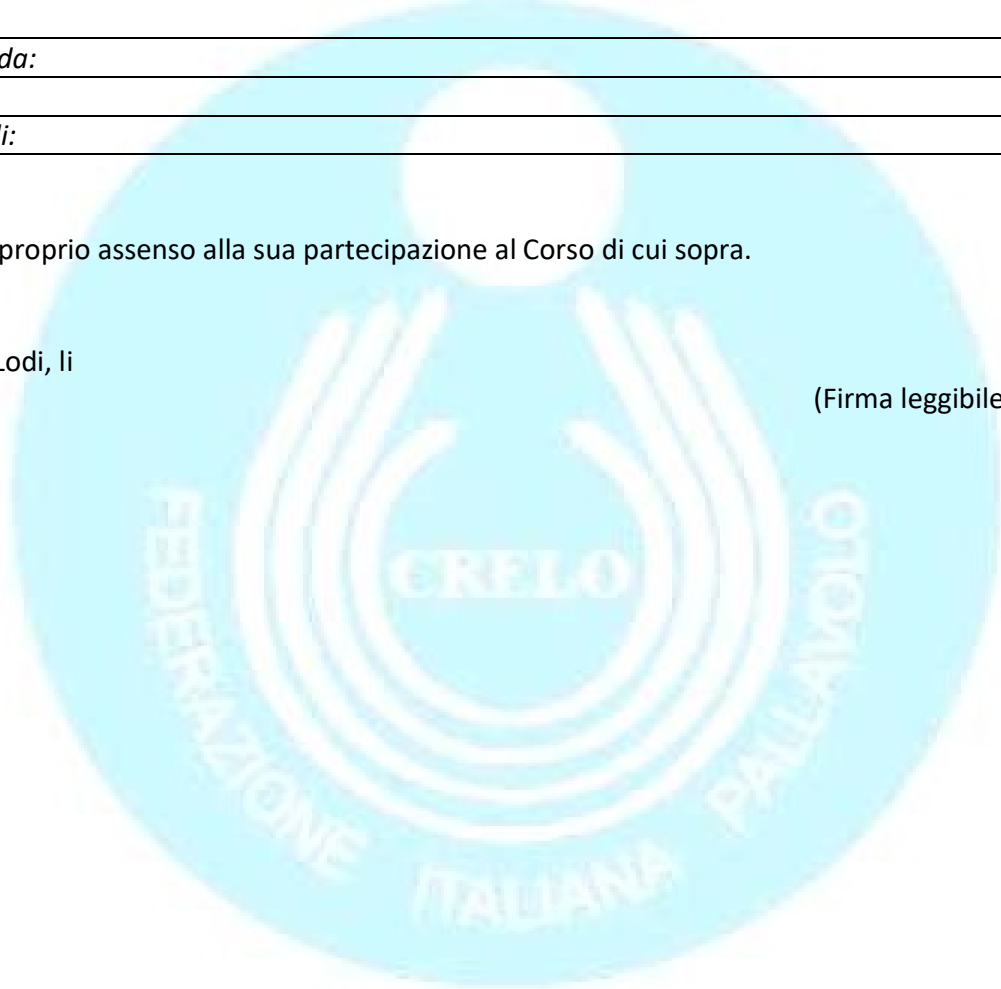 da:
i:
proprio assenso alla sua partecipazione al Corso di cui sopra.
Lodi, li
(Firma leggibile
CRELO
FEDERAZIONE ITALIANA PALLAVOLO